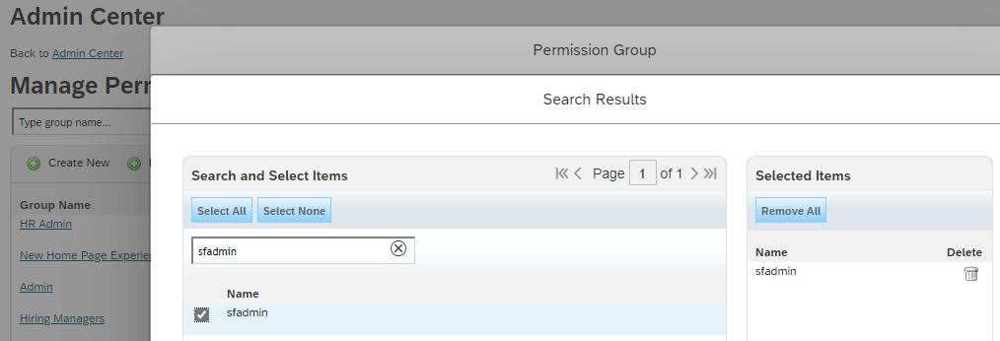 Admin Center
Back to Admin Center
Permission Group
Manage Perr
Search Results
Type group name...
Create New
Search and Select Items
Page 1 of 1
Selected Items
Select All Select None
Remove All
Group Name
HR Admin
New Home Page Experie
Admin
Hiring Managers
sfadmin
Name
sfadmin
Name Delete
sfadmin